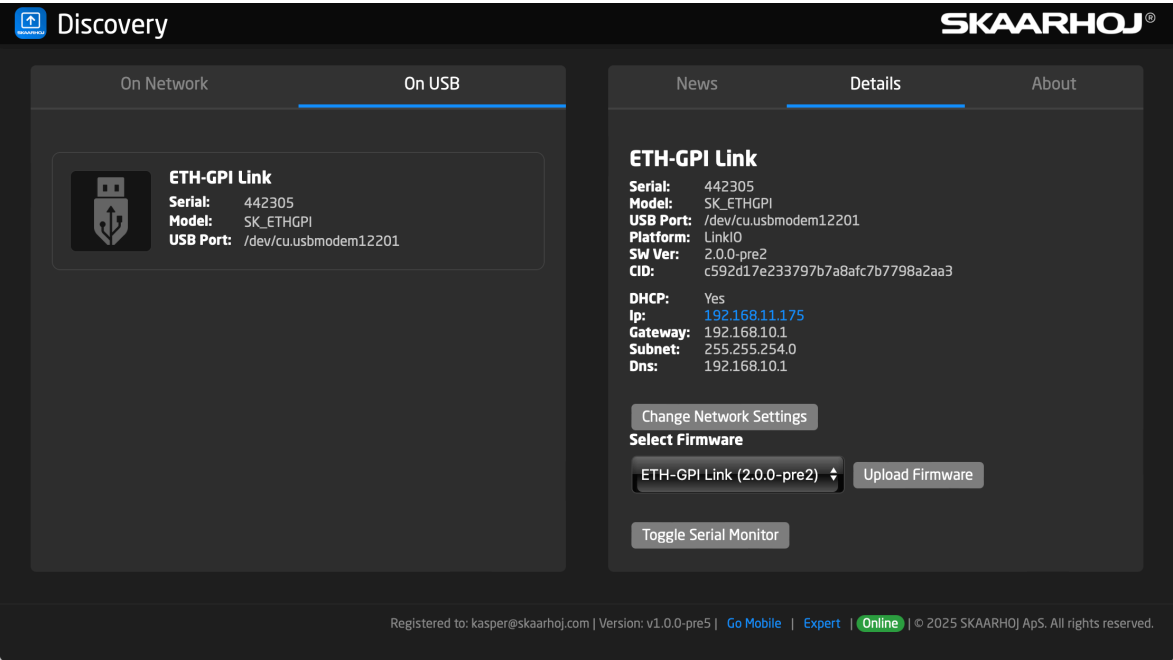 Discovery
SKAARHOJ®
On Network
On USB
ETH-GPI Link
Serial: 442305
Model: SK_ETHGPI
USB Port: /dev/cu.usbmodem12201
News
Details
About
ETH-GPI Link
Serial: 442305
Model: SK_ETHGPI
USB Port: /dev/cu.usbmodem12201
Platform: LinkIO
SW Ver: 2.0.0-pre2
CID: c592d17e233797b7a8afc7b7798a2aa3
DHCP: Yes
Ip: 192.168.11.175
Gateway: 192.168.10.1
Subnet: 255.255.254.0
Dns: 192.168.10.1
Change Network Settings
Select Firmware
ETH-GPI Link (2.0.0-pre2)
Upload Firmware
Toggle Serial Monitor
Registered to: kasper@skaarhoj.com | Version: v1.0.0-pre5 | Go Mobile | Expert | Online | © 2025 SKAARHOJ ApS. All rights reserved.